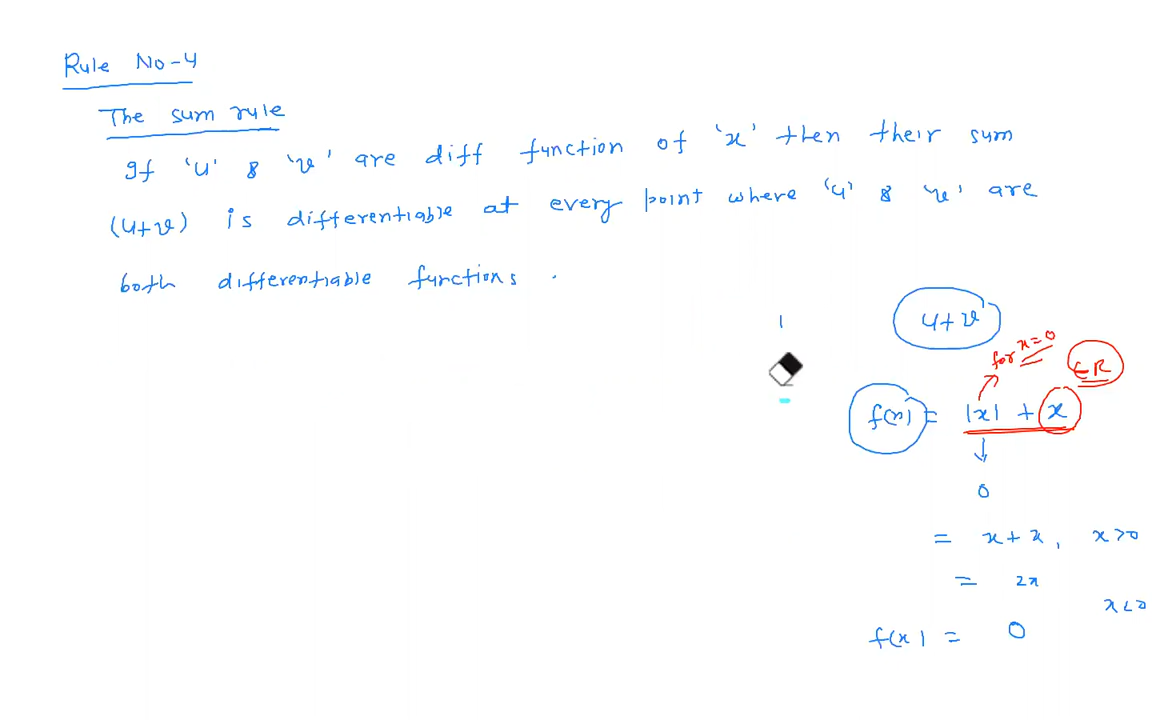 Rule No-4
The sum rule
If 'u' & 'v' are diff function of 'x' then their sum
(u+v) is differentiable at every point where 'u' & 'v' are
both differentiable functions.
u+v
for x=0
∈R
f(x) = |x| + x
0
= x+x, x>0
= 2x
x<0
f(x) = 0